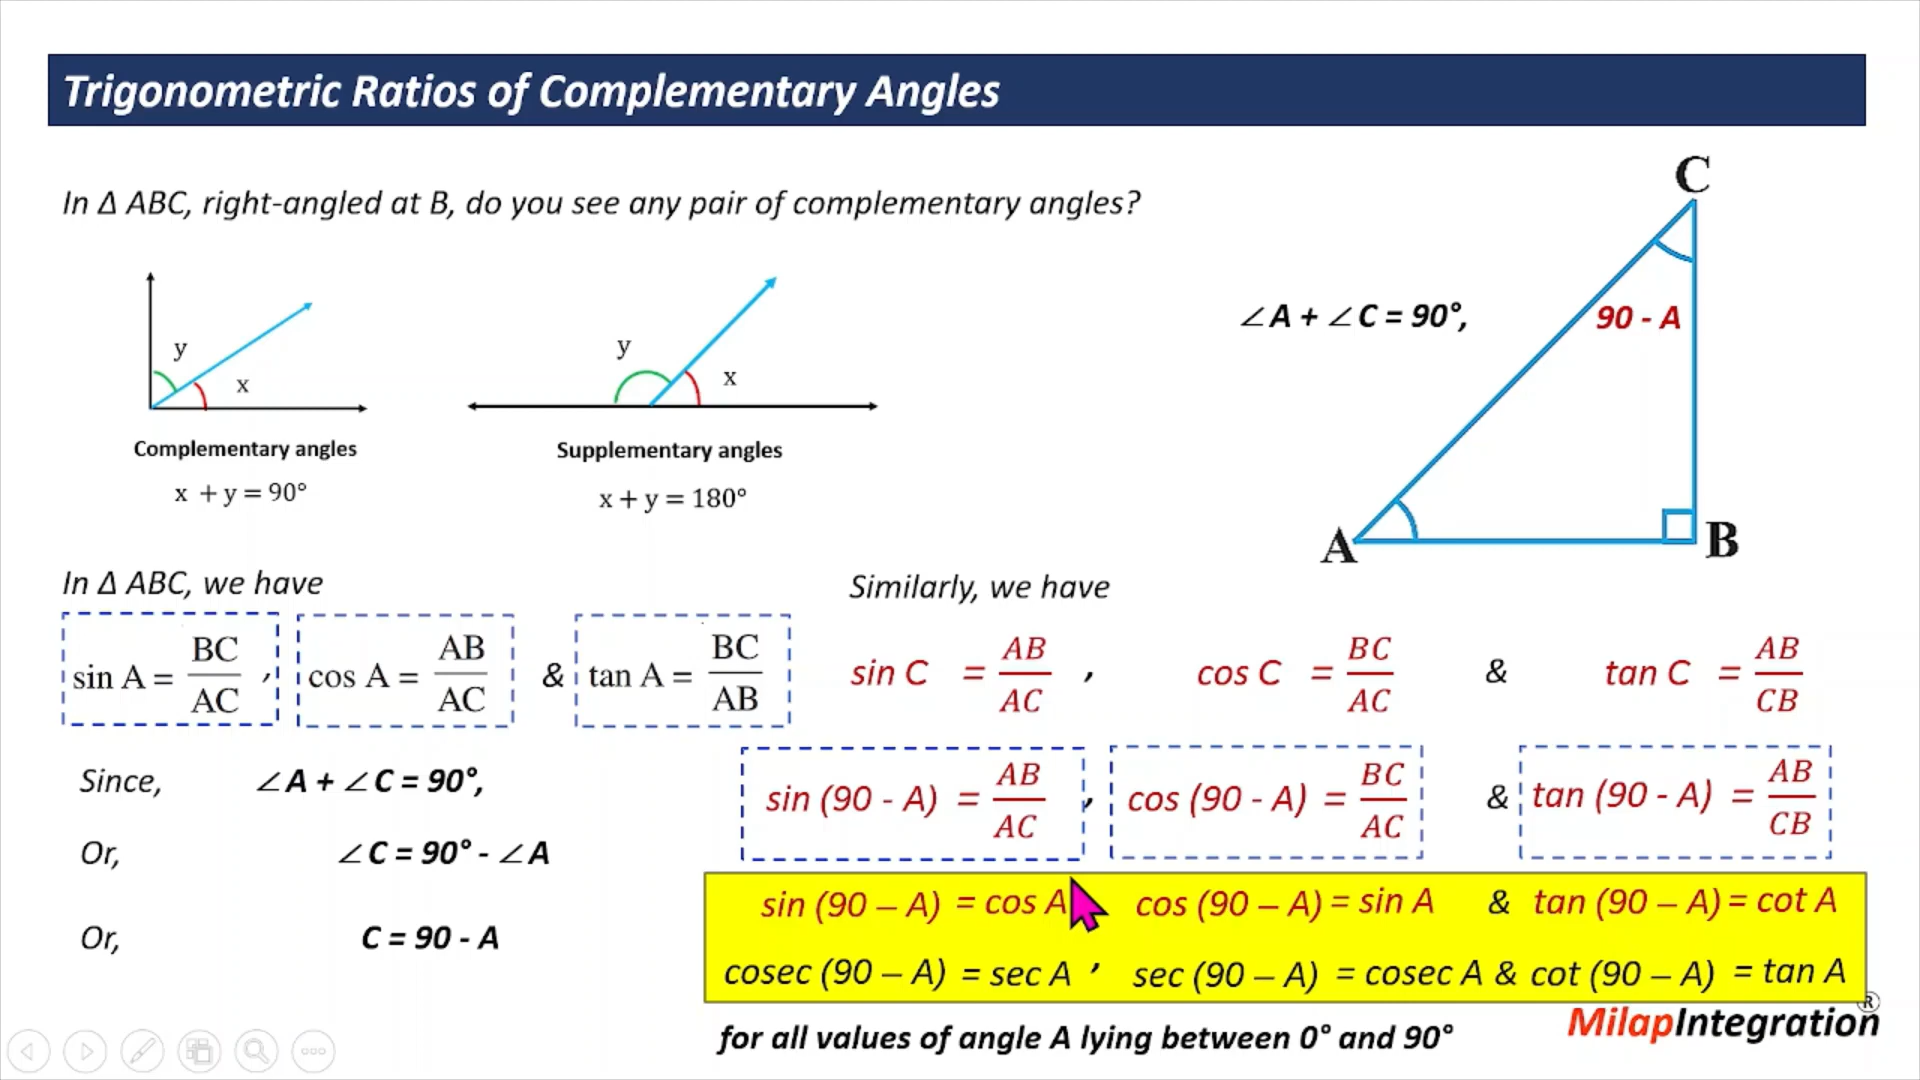 Trigonometric Ratios of Complementary Angles
In Δ ABC, right-angled at B, do you see any pair of complementary angles?
y
x
Complementary angles
x + y = 90°
y
x
Supplementary angles
x + y = 180°
∠A + ∠C = 90°,
C
90 - A
A
B
In Δ ABC, we have
sin A = BC/AC , cos A = AB/AC & tan A = BC/AB
Since, ∠A + ∠C = 90°,
Or, ∠C = 90° - ∠A
Or, C = 90 - A
Similarly, we have
sin C = AB/AC , cos C = BC/AC & tan C = AB/CB
sin (90 - A) = AB/AC , cos (90 - A) = BC/AC & tan (90 - A) = AB/CB
sin (90 – A) = cos A cos (90 – A) = sin A & tan (90 – A) = cot A
cosec (90 – A) = sec A , sec (90 – A) = cosec A & cot (90 – A) = tan A
for all values of angle A lying between 0° and 90°
MilapIntegration®